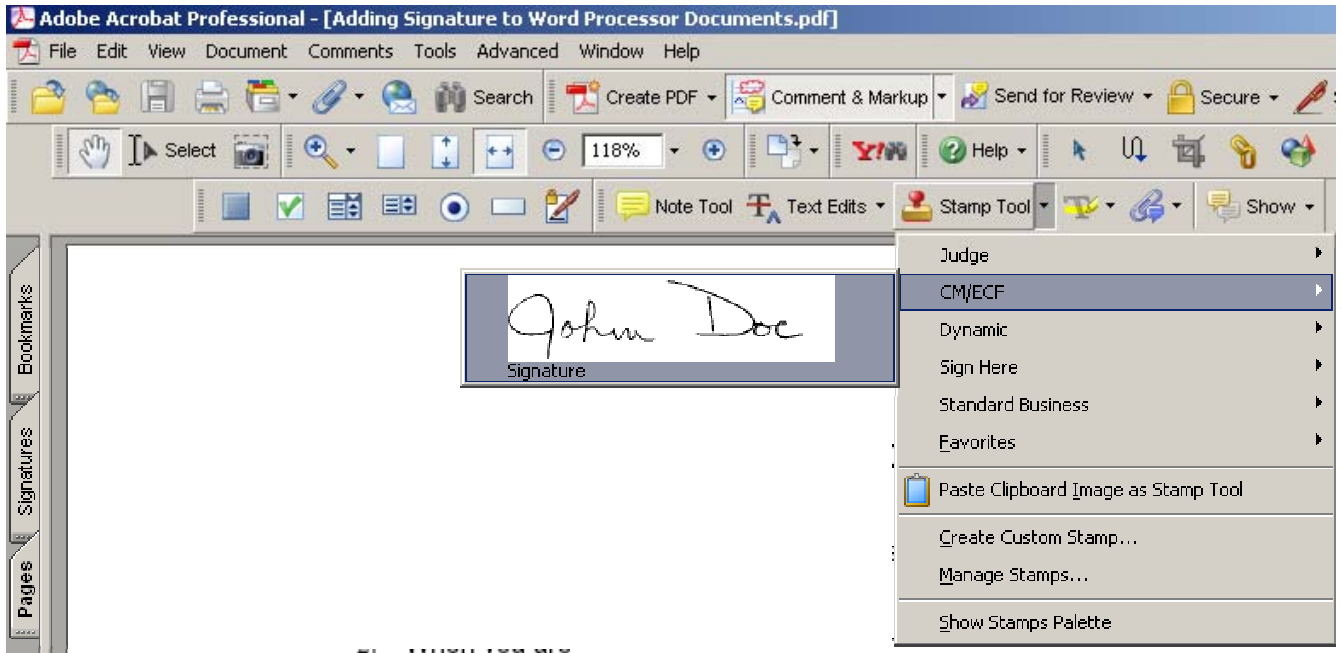 Adobe Acrobat Professional - [Adding Signature to Word Processor Documents.pdf]
File Edit View Document Comments Tools Advanced Window Help
Search Create PDF Comment & Markup Send for Review Secure
Select 118% Y! Help
Note Tool Text Edits Stamp Tool Show
Judge
CM/ECF
Dynamic
Sign Here
Standard Business
Favorites
Paste Clipboard Image as Stamp Tool
Create Custom Stamp...
Manage Stamps...
Show Stamps Palette
John Doe
Signature
Bookmarks
Signatures
Pages
When you are